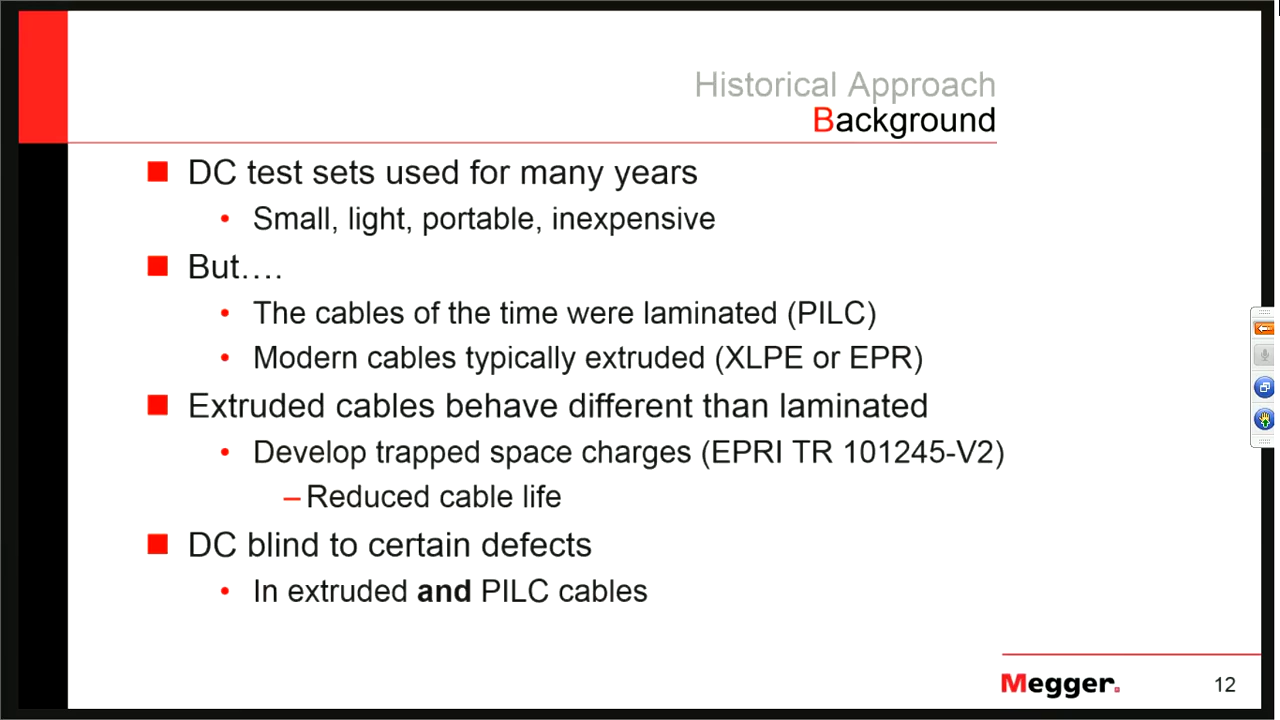 Historical Approach
Background
DC test sets used for many years
Small, light, portable, inexpensive
But….
The cables of the time were laminated (PILC)
Modern cables typically extruded (XLPE or EPR)
Extruded cables behave different than laminated
Develop trapped space charges (EPRI TR 101245-V2)
– Reduced cable life
DC blind to certain defects
In extruded and PILC cables
Megger.
12